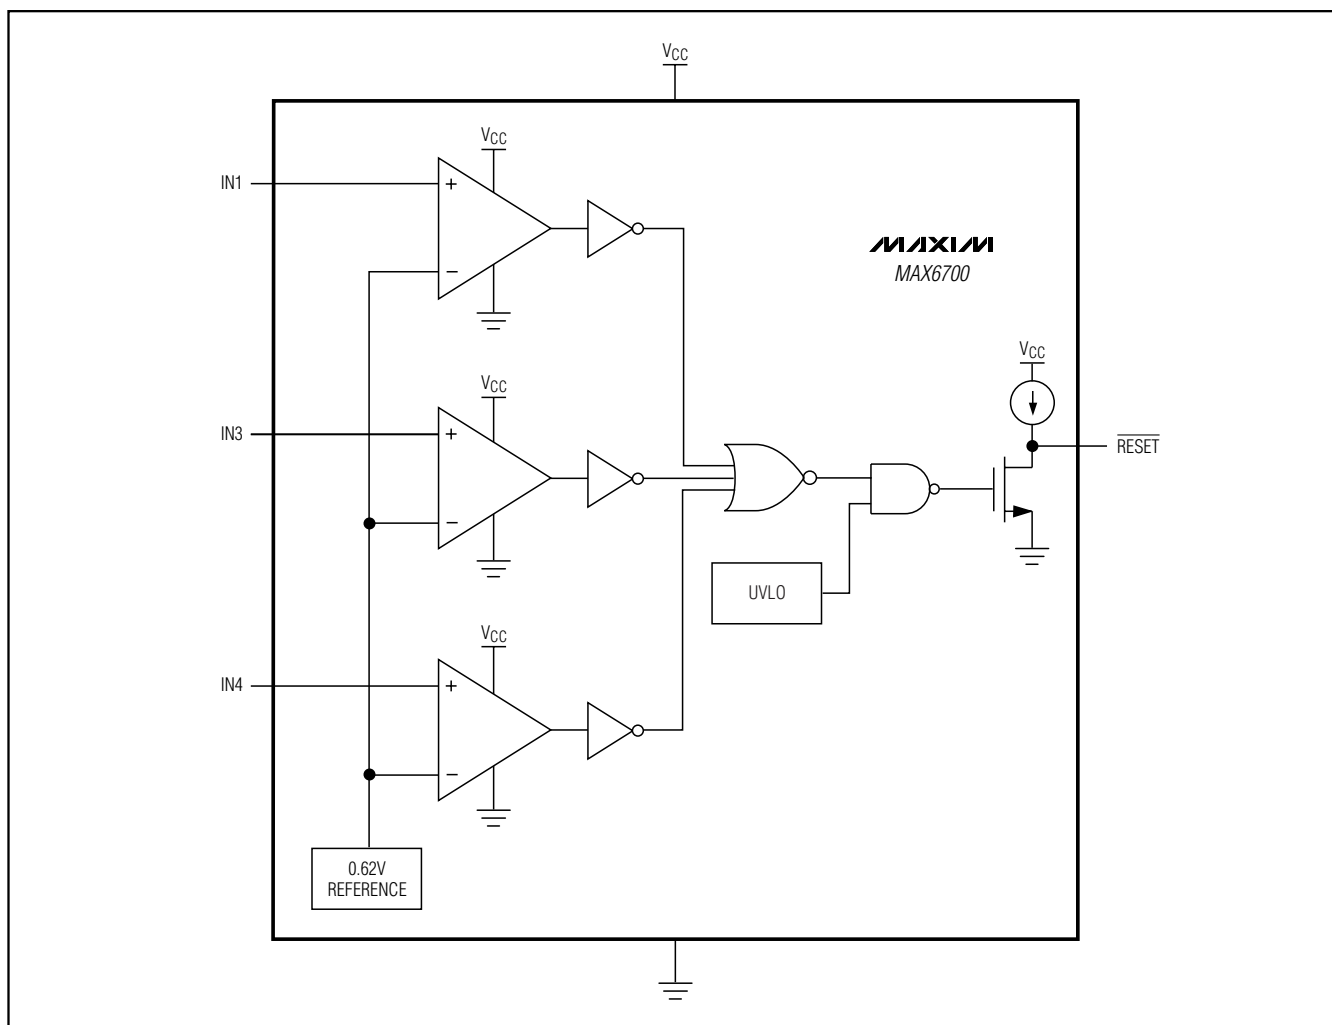 VCC
VCC
IN1
+
−
MAXIM
MAX6700
VCC
VCC
IN3
+
−
RESET
UVLO
VCC
IN4
+
−
0.62V
REFERENCE